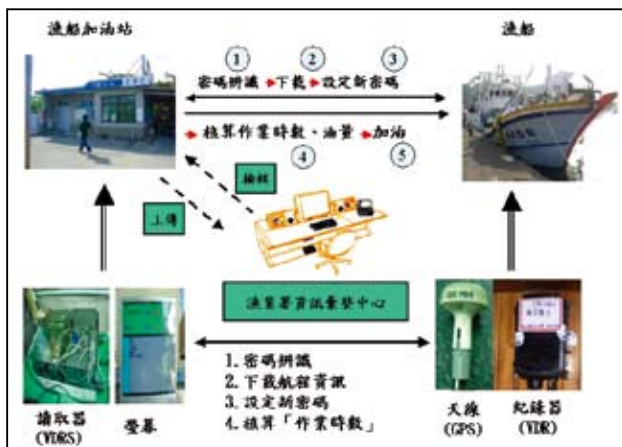 漁船加油站
漁船
① ② ③
密碼辨識 下載 設定新密碼
核算作業時數、油量 加油
④ ⑤
上傳
漁業署資訊彙整中心
1. 密碼辨識
2. 下載航程資訊
3. 設定新密碼
4. 核算「作業時數」
讀取器
(VDRS)
螢幕
天線
(GPS)
紀錄器
(VDR)